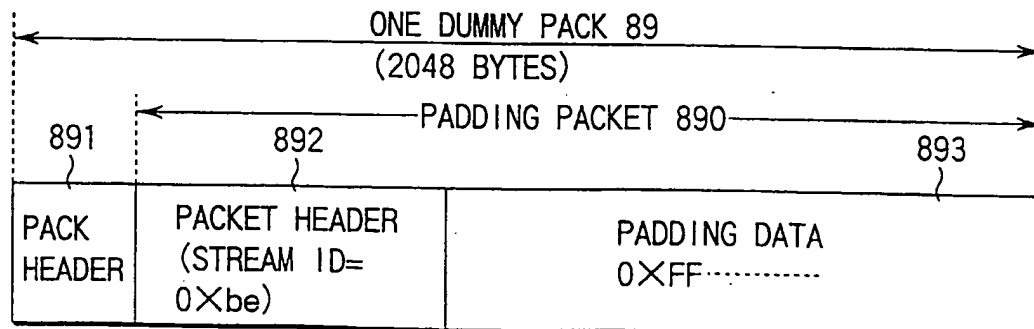 ONE DUMMY PACK 89
(2048 BYTES)
PADDING PACKET 890
891
892
893
PACK
HEADER
PACKET HEADER
(STREAM ID=
0×be)
PADDING DATA
0×FF